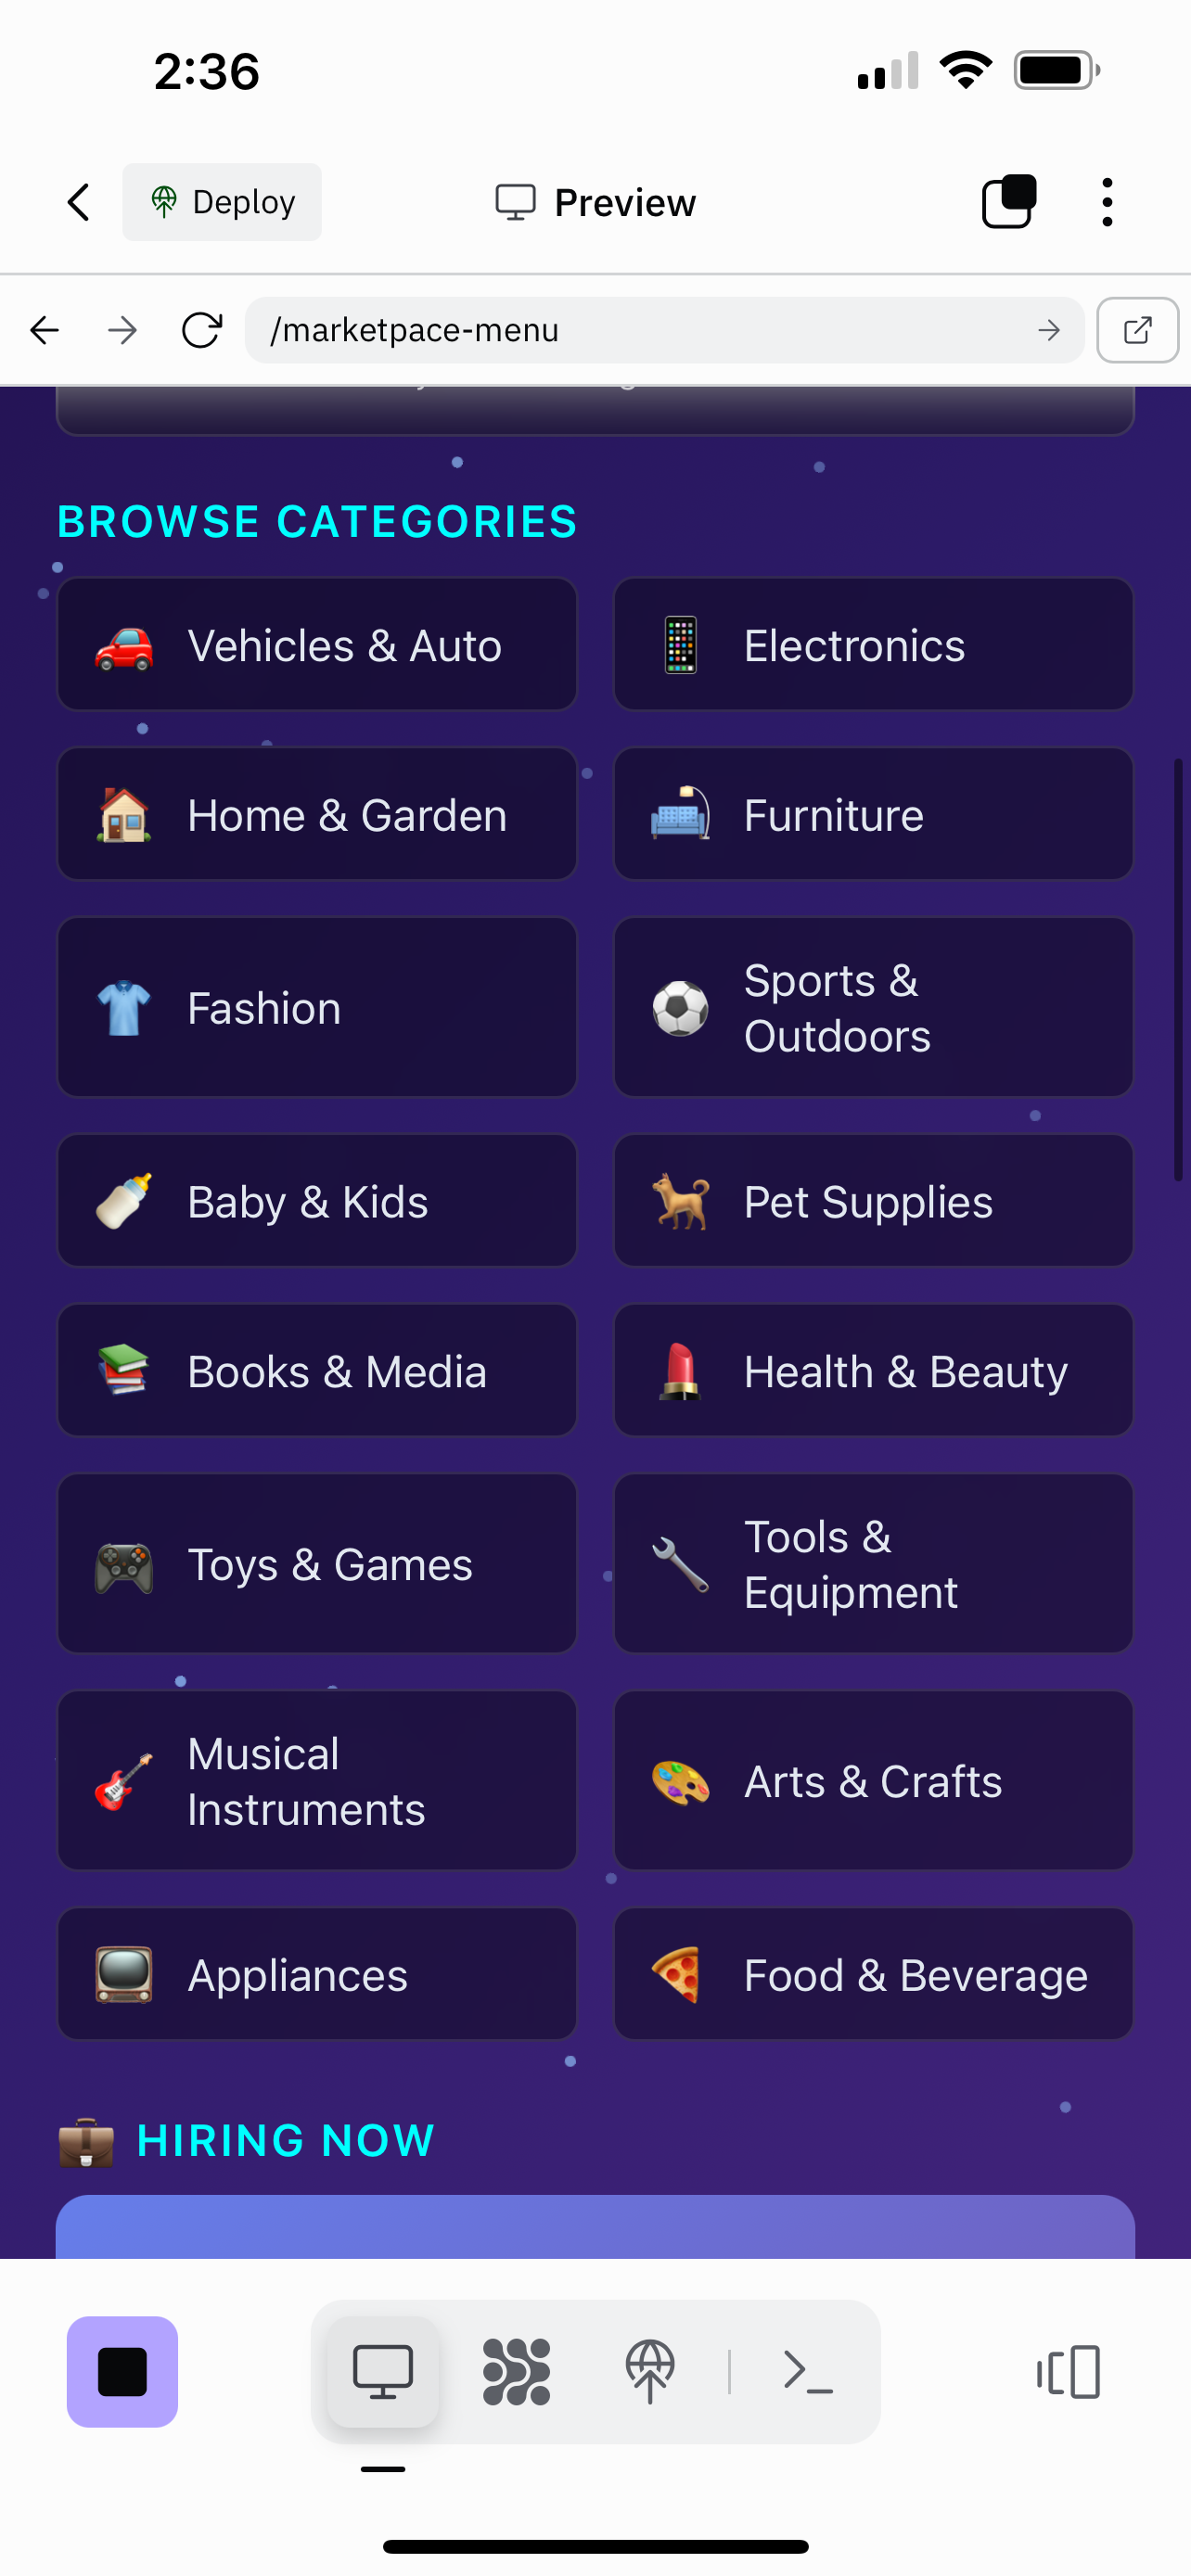 2:36
Deploy
Preview
/marketpace-menu
BROWSE CATEGORIES
Vehicles & Auto
Electronics
Home & Garden
Furniture
Fashion
Sports &
Outdoors
Baby & Kids
Pet Supplies
Books & Media
Health & Beauty
Toys & Games
Tools &
Equipment
Musical
Instruments
Arts & Crafts
Appliances
Food & Beverage
HIRING NOW